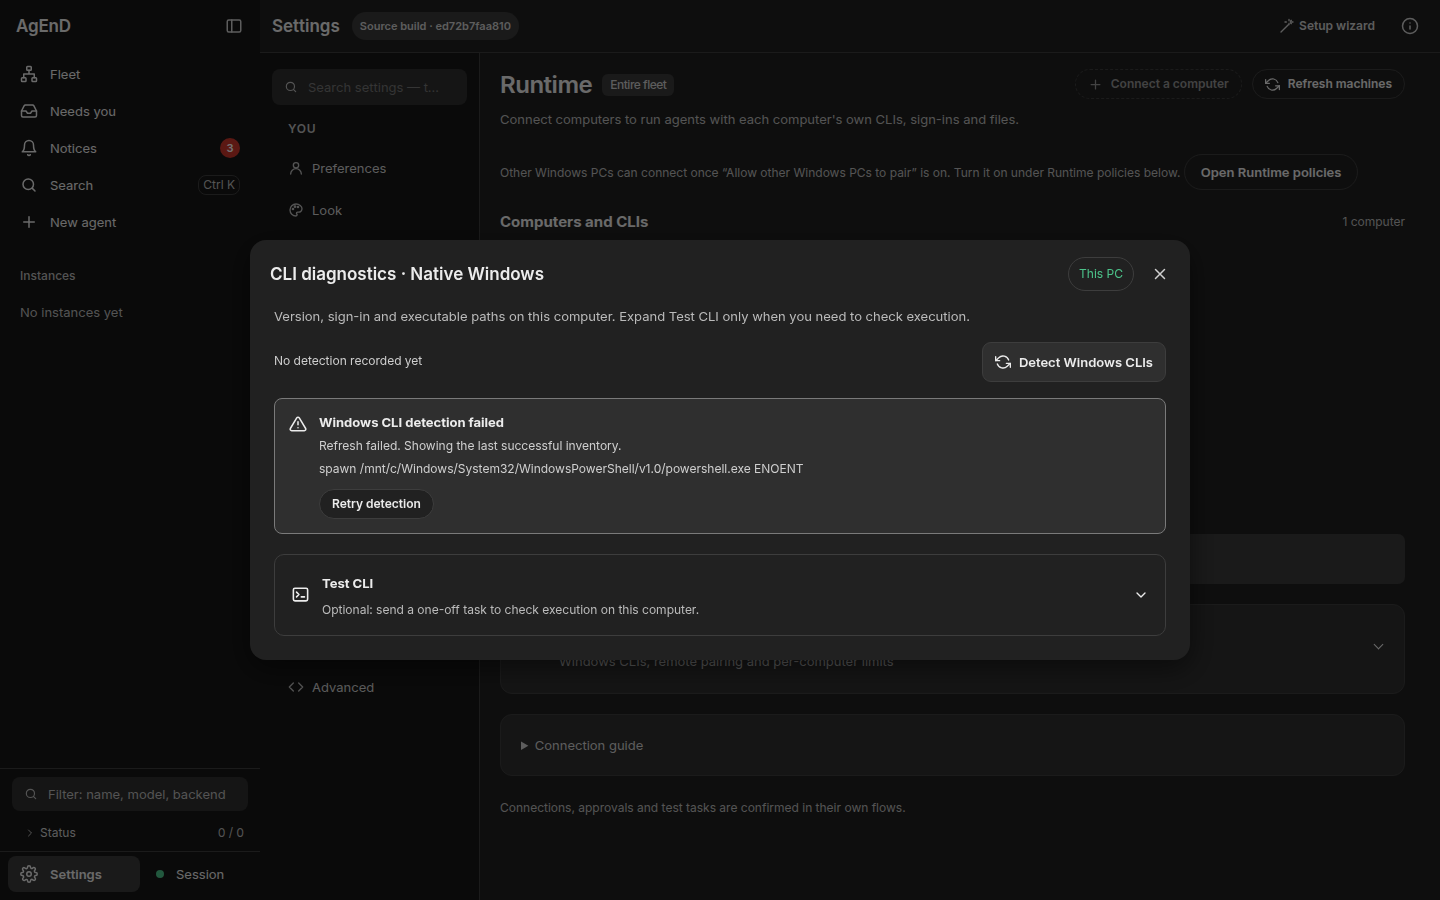 AgEnD
Fleet
Needs you
Notices
3
Search
Ctrl K
New agent
Instances
No instances yet
Filter: name, model, backend
Status
0 / 0
Settings
Session
Settings
Source build · ed72b7faa810
Setup wizard
Search settings — t...
YOU
Preferences
Look
Advanced
Runtime
Entire fleet
Connect a computer
Refresh machines
Connect computers to run agents with each computer's own CLIs, sign-ins and files.
Other Windows PCs can connect once “Allow other Windows PCs to pair” is on. Turn it on under Runtime policies below.
Open Runtime policies
Computers and CLIs
1 computer
CLI diagnostics · Native Windows
This PC
Version, sign-in and executable paths on this computer. Expand Test CLI only when you need to check execution.
No detection recorded yet
Detect Windows CLIs
Windows CLI detection failed
Refresh failed. Showing the last successful inventory.
spawn /mnt/c/Windows/System32/WindowsPowerShell/v1.0/powershell.exe ENOENT
Retry detection
Test CLI
Optional: send a one-off task to check execution on this computer.
Windows CLIs, remote pairing and per-computer limits
Connection guide
Connections, approvals and test tasks are confirmed in their own flows.